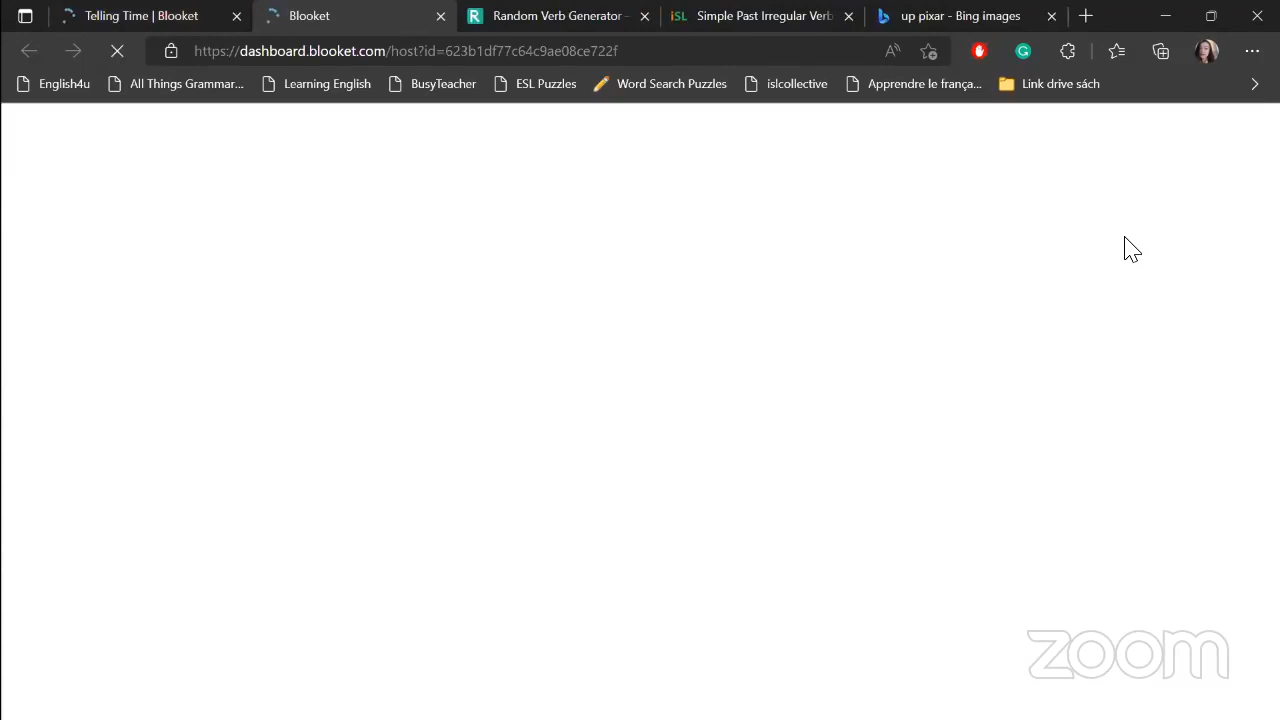 Telling Time | Blooket
Blooket
Random Verb Generator -
Simple Past Irregular Verb
up pixar - Bing images
https://dashboard.blooket.com/host?id=623b1df77c64c9ae08ce722f
English4u
All Things Grammar...
Learning English
BusyTeacher
ESL Puzzles
Word Search Puzzles
islcollective
Apprendre le frança...
Link drive sách
zoom